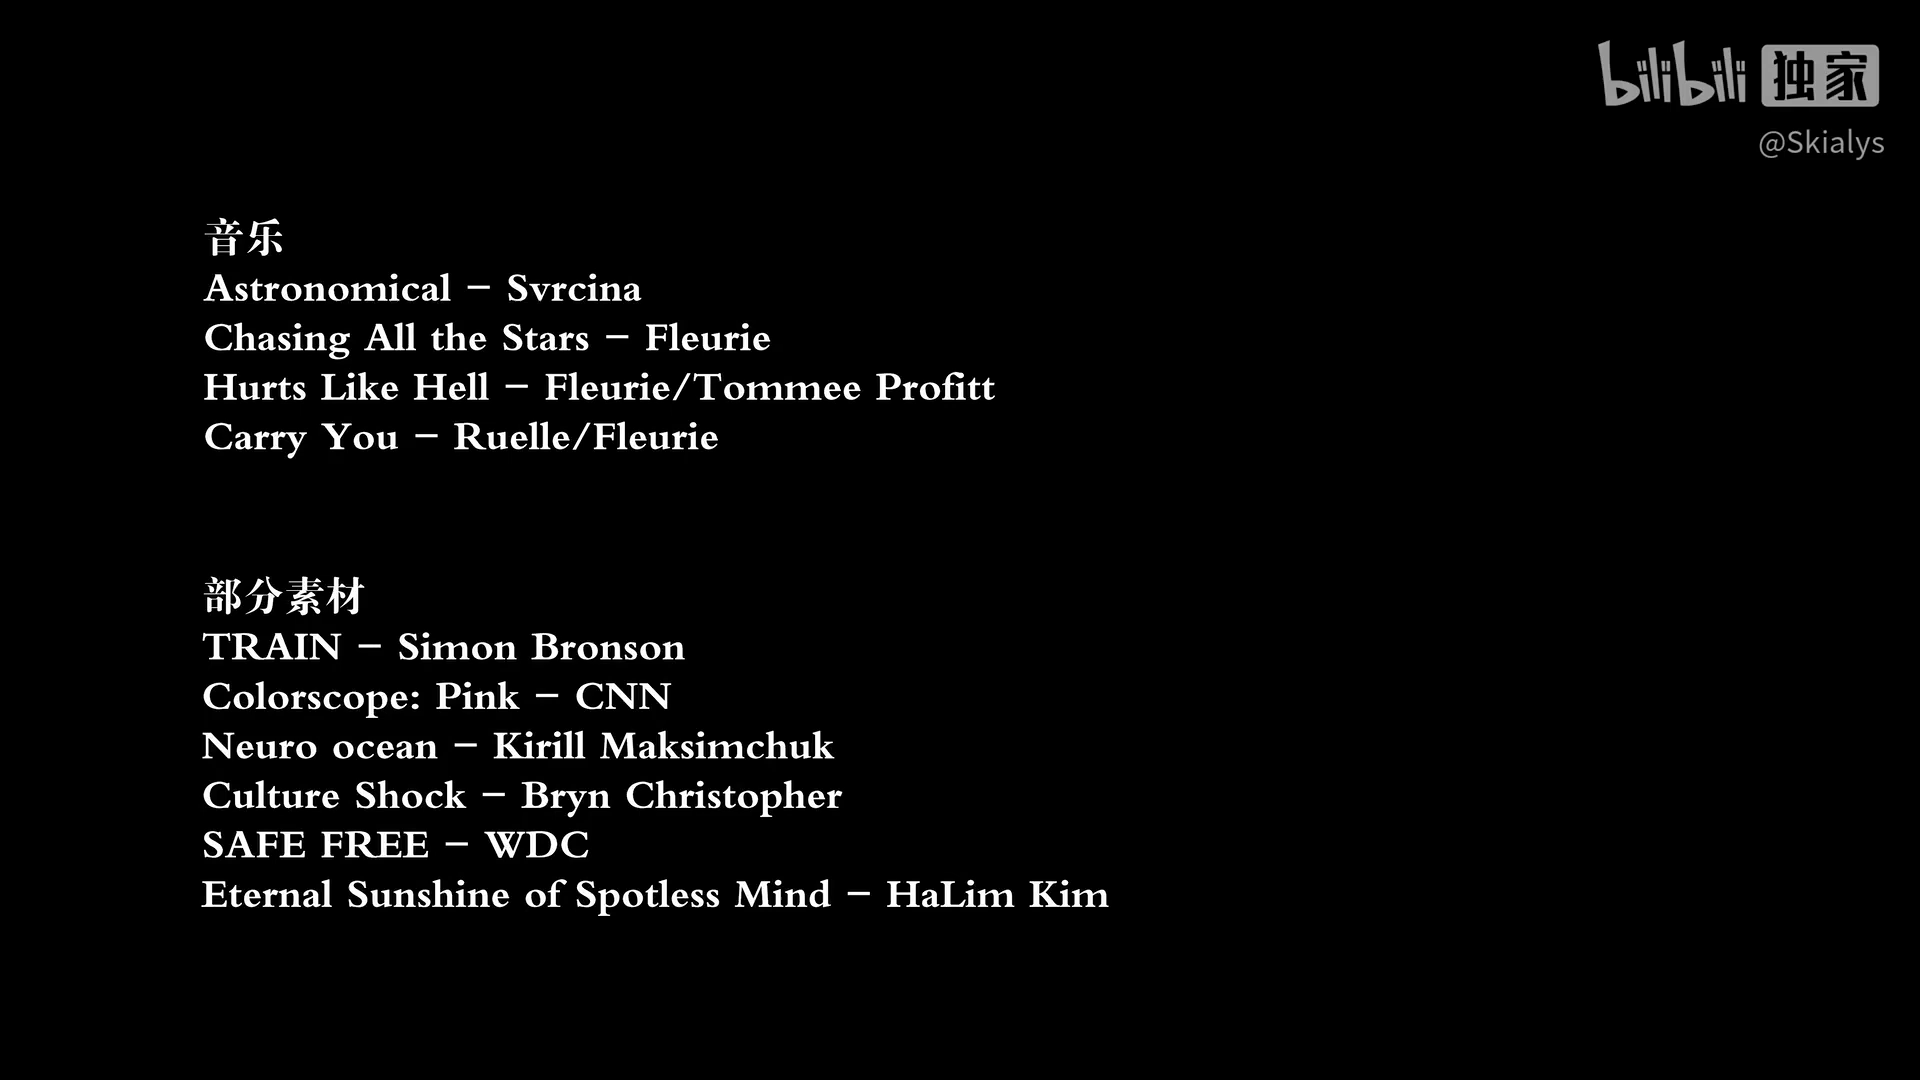 bilibili 独家
@Skialys
音乐
Astronomical - Svrcina
Chasing All the Stars - Fleurie
Hurts Like Hell - Fleurie/Tommee Profitt
Carry You - Ruelle/Fleurie
部分素材
TRAIN - Simon Bronson
Colorscope: Pink - CNN
Neuro ocean - Kirill Maksimchuk
Culture Shock - Bryn Christopher
SAFE FREE - WDC
Eternal Sunshine of Spotless Mind - HaLim Kim